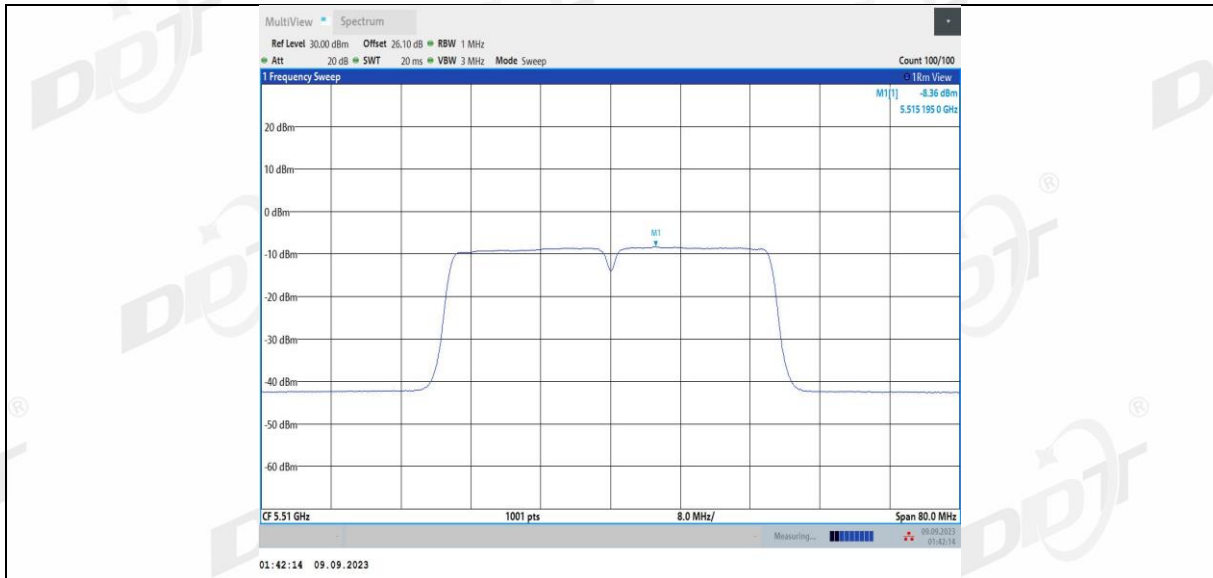 MultiView Spectrum
Ref Level 30.00 dBm Offset 26.10 dB RBW 1 MHz
Att 20 dB SWT 20 ms VBW 3 MHz Mode Sweep Count 100/100
1 Frequency Sweep 1Rm View
M1[1] -8.36 dBm
5.515 195 0 GHz
20 dBm
10 dBm
0 dBm
M1
-10 dBm
-20 dBm
-30 dBm
-40 dBm
-50 dBm
-60 dBm
CF 5.51 GHz 1001 pts 8.0 MHz/ Span 80.0 MHz
Measuring... 09.09.2023
01:42:14
01:42:14 09.09.2023
DDT
®